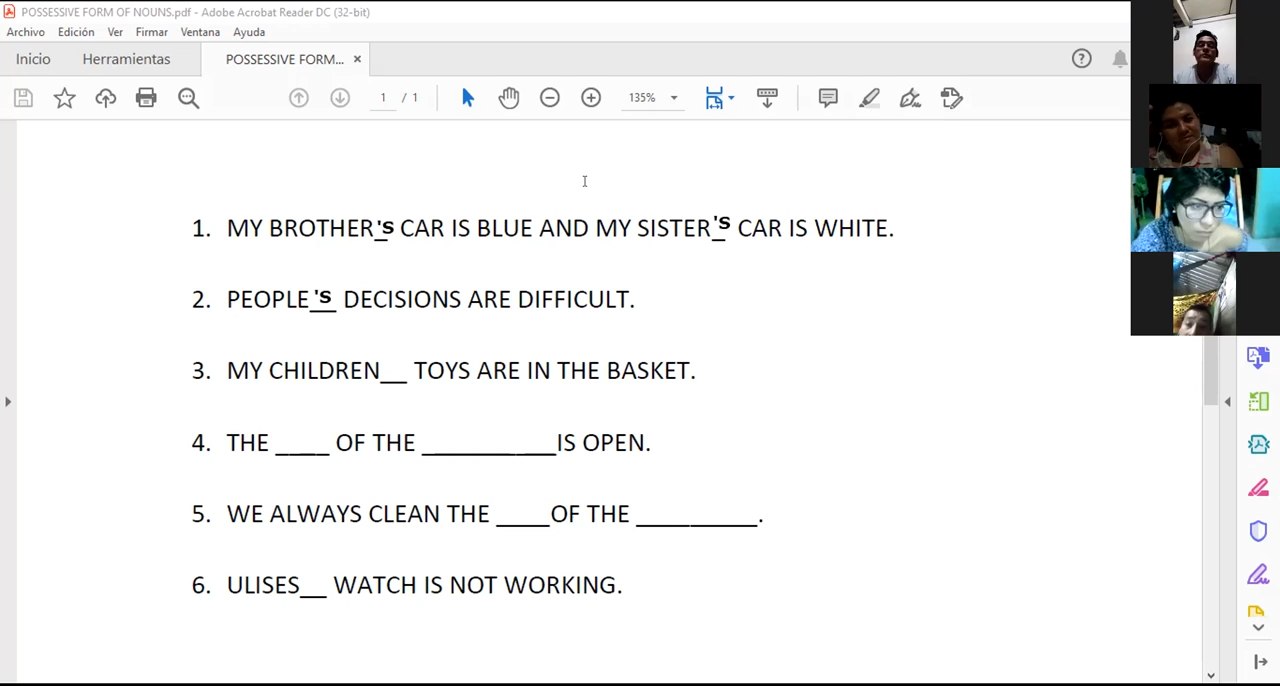 POSSESSIVE FORM OF NOUNS.pdf - Adobe Acrobat Reader DC (32-bit)
Archivo Edición Ver Firmar Ventana Ayuda
Inicio Herramientas POSSESSIVE FORM... ×
1 / 1 135%
1. MY BROTHER's CAR IS BLUE AND MY SISTER's CAR IS WHITE.
2. PEOPLE's DECISIONS ARE DIFFICULT.
3. MY CHILDREN__ TOYS ARE IN THE BASKET.
4. THE ____ OF THE __________IS OPEN.
5. WE ALWAYS CLEAN THE ____OF THE _________.
6. ULISES__ WATCH IS NOT WORKING.